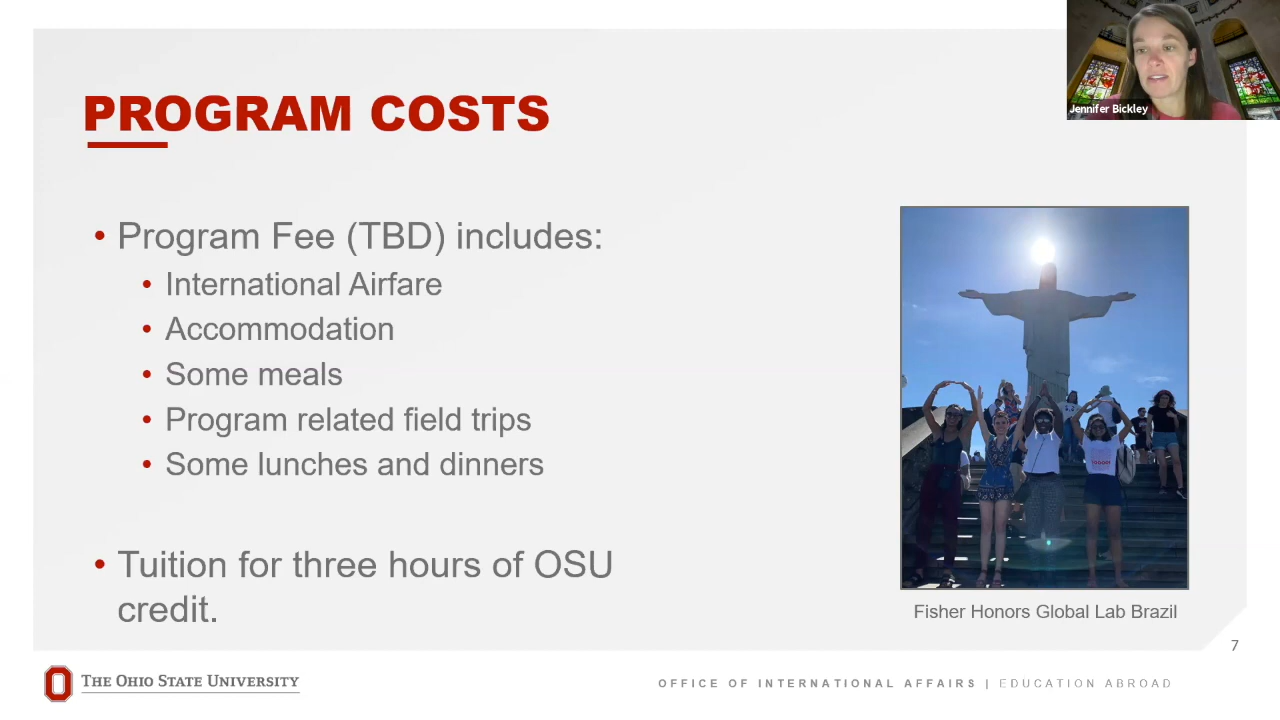 Jennifer Bickley
PROGRAM COSTS
• Program Fee (TBD) includes:
• International Airfare
• Accommodation
• Some meals
• Program related field trips
• Some lunches and dinners
• Tuition for three hours of OSU
credit.
Fisher Honors Global Lab Brazil
7
THE OHIO STATE UNIVERSITY
OFFICE OF INTERNATIONAL AFFAIRS | EDUCATION ABROAD